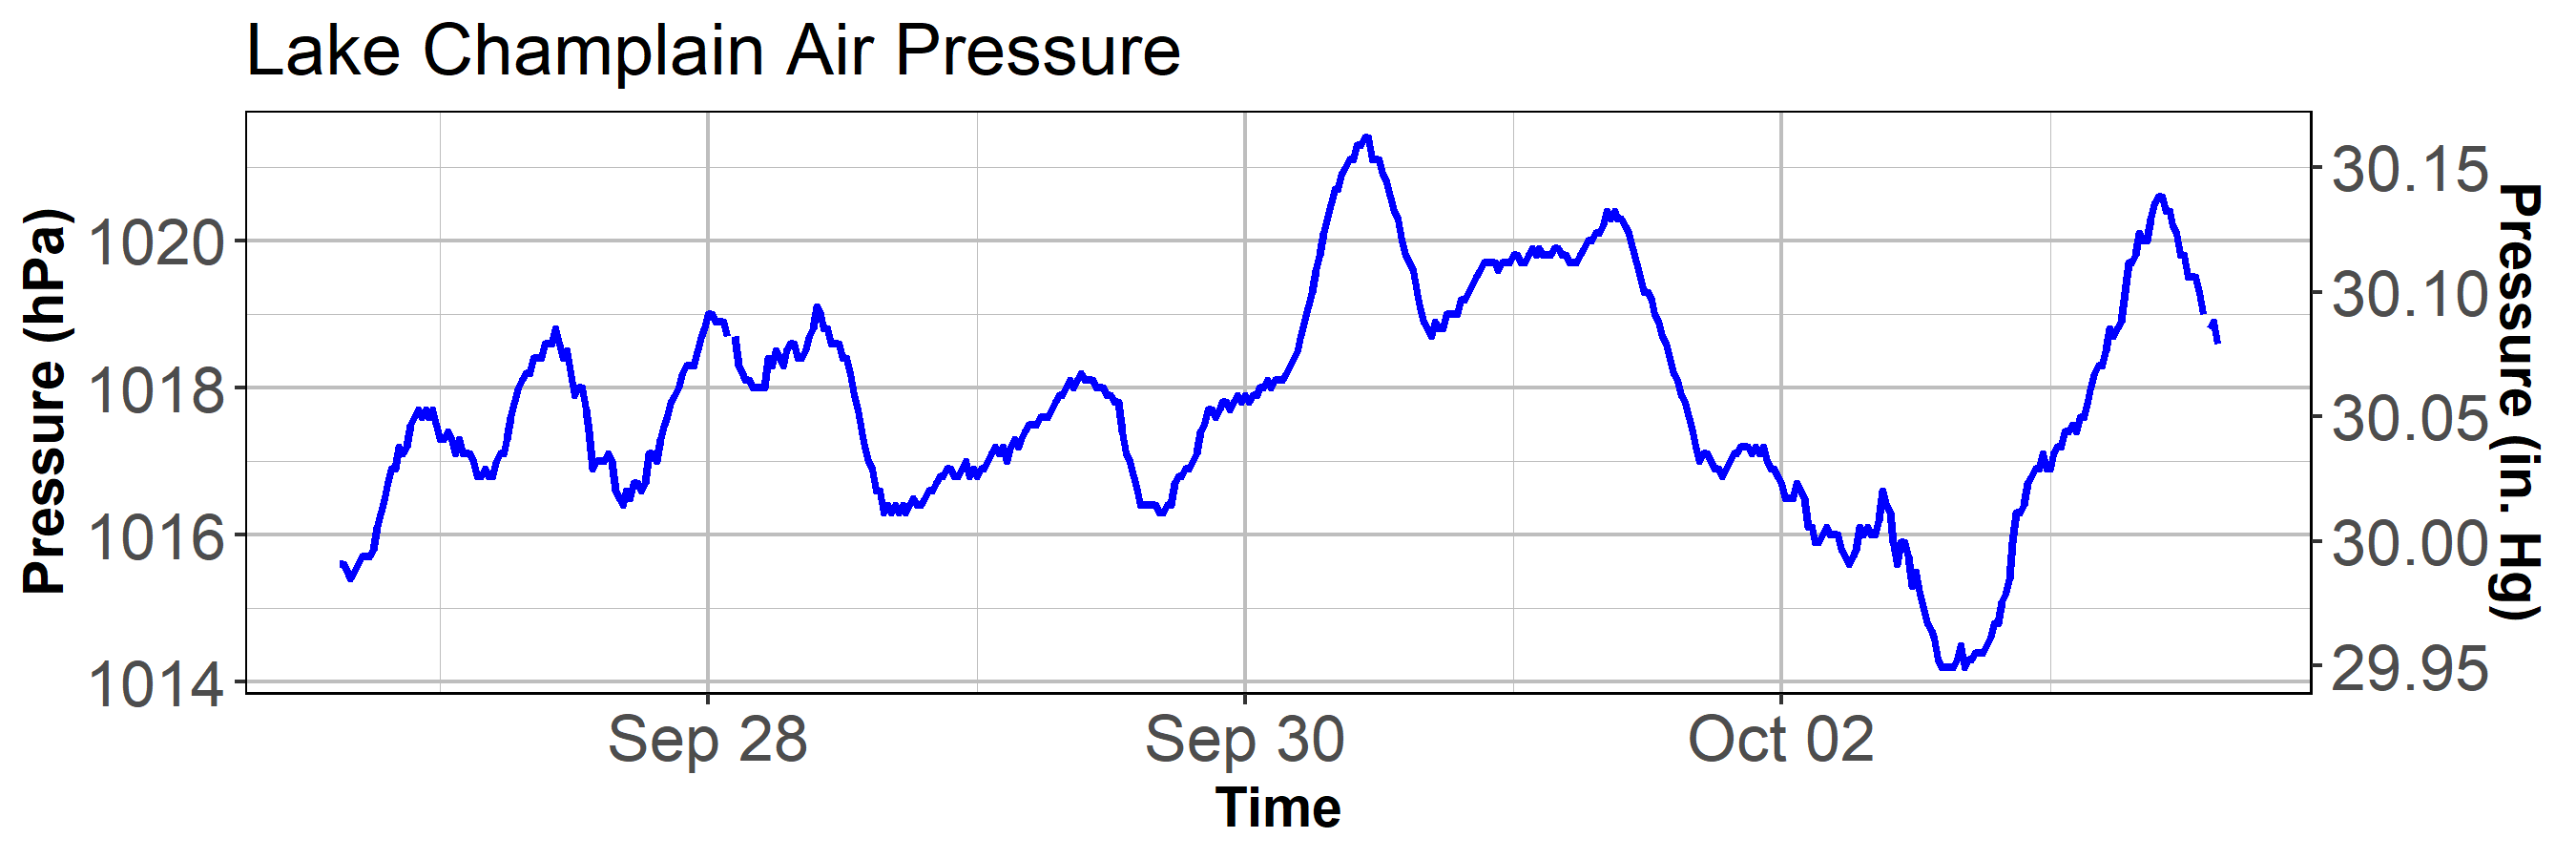 Lake Champlain Air Pressure
Pressure (hPa)
1020
1018
1016
1014
30.15
30.10
30.05
30.00
29.95
Pressure (in. Hg)
Sep 28
Sep 30
Oct 02
Time